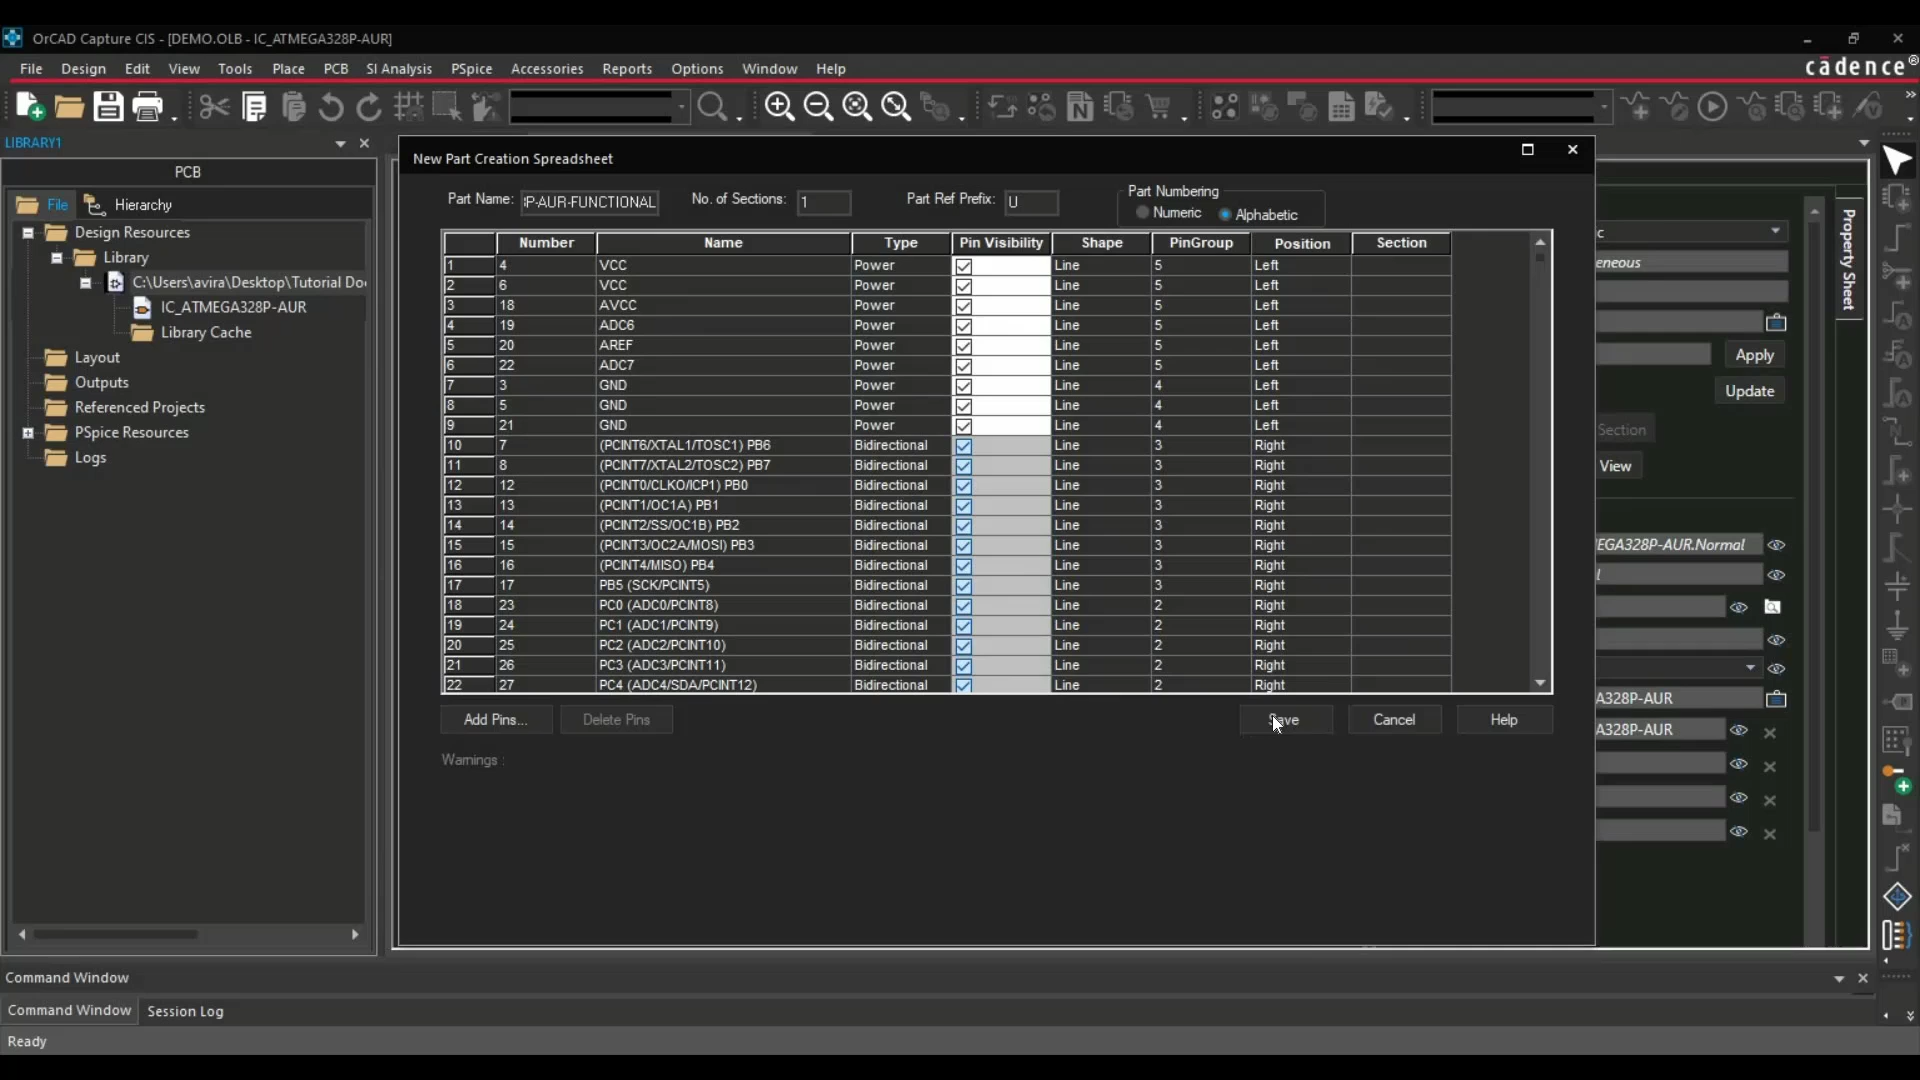 OrCAD Capture CIS - [DEMO.OLB - IC_ATMEGA328P-AUR]
File Design Edit View Tools Place PCB SI Analysis PSpice Accessories Reports Options Window Help
cādence®
LIBRARY1
PCB
File Hierarchy
Design Resources
Library
C:\Users\avira\Desktop\Tutorial Do
IC_ATMEGA328P-AUR
Library Cache
Layout
Outputs
Referenced Projects
PSpice Resources
Logs
New Part Creation Spreadsheet
Part Name: P-AUR-FUNCTIONAL No. of Sections: 1 Part Ref Prefix: U
Part Numbering
Numeric Alphabetic
Number Name Type Pin Visibility Shape PinGroup Position Section
1 4 VCC Power Line 5 Left
2 6 VCC Power Line 5 Left
3 18 AVCC Power Line 5 Left
4 19 ADC6 Power Line 5 Left
5 20 AREF Power Line 5 Left
6 22 ADC7 Power Line 5 Left
7 3 GND Power Line 4 Left
8 5 GND Power Line 4 Left
9 21 GND Power Line 4 Left
10 7 (PCINT6/XTAL1/TOSC1) PB6 Bidirectional Line 3 Right
11 8 (PCINT7/XTAL2/TOSC2) PB7 Bidirectional Line 3 Right
12 12 (PCINT0/CLKO/ICP1) PB0 Bidirectional Line 3 Right
13 13 (PCINT1/OC1A) PB1 Bidirectional Line 3 Right
14 14 (PCINT2/SS/OC1B) PB2 Bidirectional Line 3 Right
15 15 (PCINT3/OC2A/MOSI) PB3 Bidirectional Line 3 Right
16 16 (PCINT4/MISO) PB4 Bidirectional Line 3 Right
17 17 PB5 (SCK/PCINT5) Bidirectional Line 3 Right
18 23 PC0 (ADC0/PCINT8) Bidirectional Line 2 Right
19 24 PC1 (ADC1/PCINT9) Bidirectional Line 2 Right
20 25 PC2 (ADC2/PCINT10) Bidirectional Line 2 Right
21 26 PC3 (ADC3/PCINT11) Bidirectional Line 2 Right
22 27 PC4 (ADC4/SDA/PCINT12) Bidirectional Line 2 Right
Add Pins... Delete Pins Save Cancel Help
Warnings :
Property Sheet
c
eneous
Apply
Update
Section
View
EGA328P-AUR.Normal
A328P-AUR
A328P-AUR
Command Window
Command Window Session Log
Ready